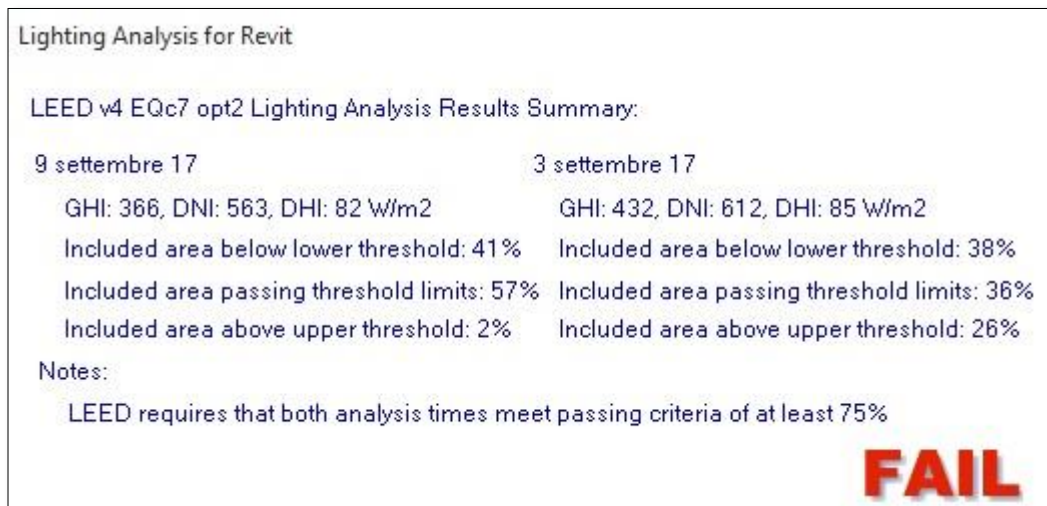 Lighting Analysis for Revit
LEED v4 EQc7 opt2 Lighting Analysis Results Summary:
9 settembre 17
GHI: 366, DNI: 563, DHI: 82 W/m2
Included area below lower threshold: 41%
Included area passing threshold limits: 57%
Included area above upper threshold: 2%
3 settembre 17
GHI: 432, DNI: 612, DHI: 85 W/m2
Included area below lower threshold: 38%
Included area passing threshold limits: 36%
Included area above upper threshold: 26%
Notes:
LEED requires that both analysis times meet passing criteria of at least 75%
FAIL